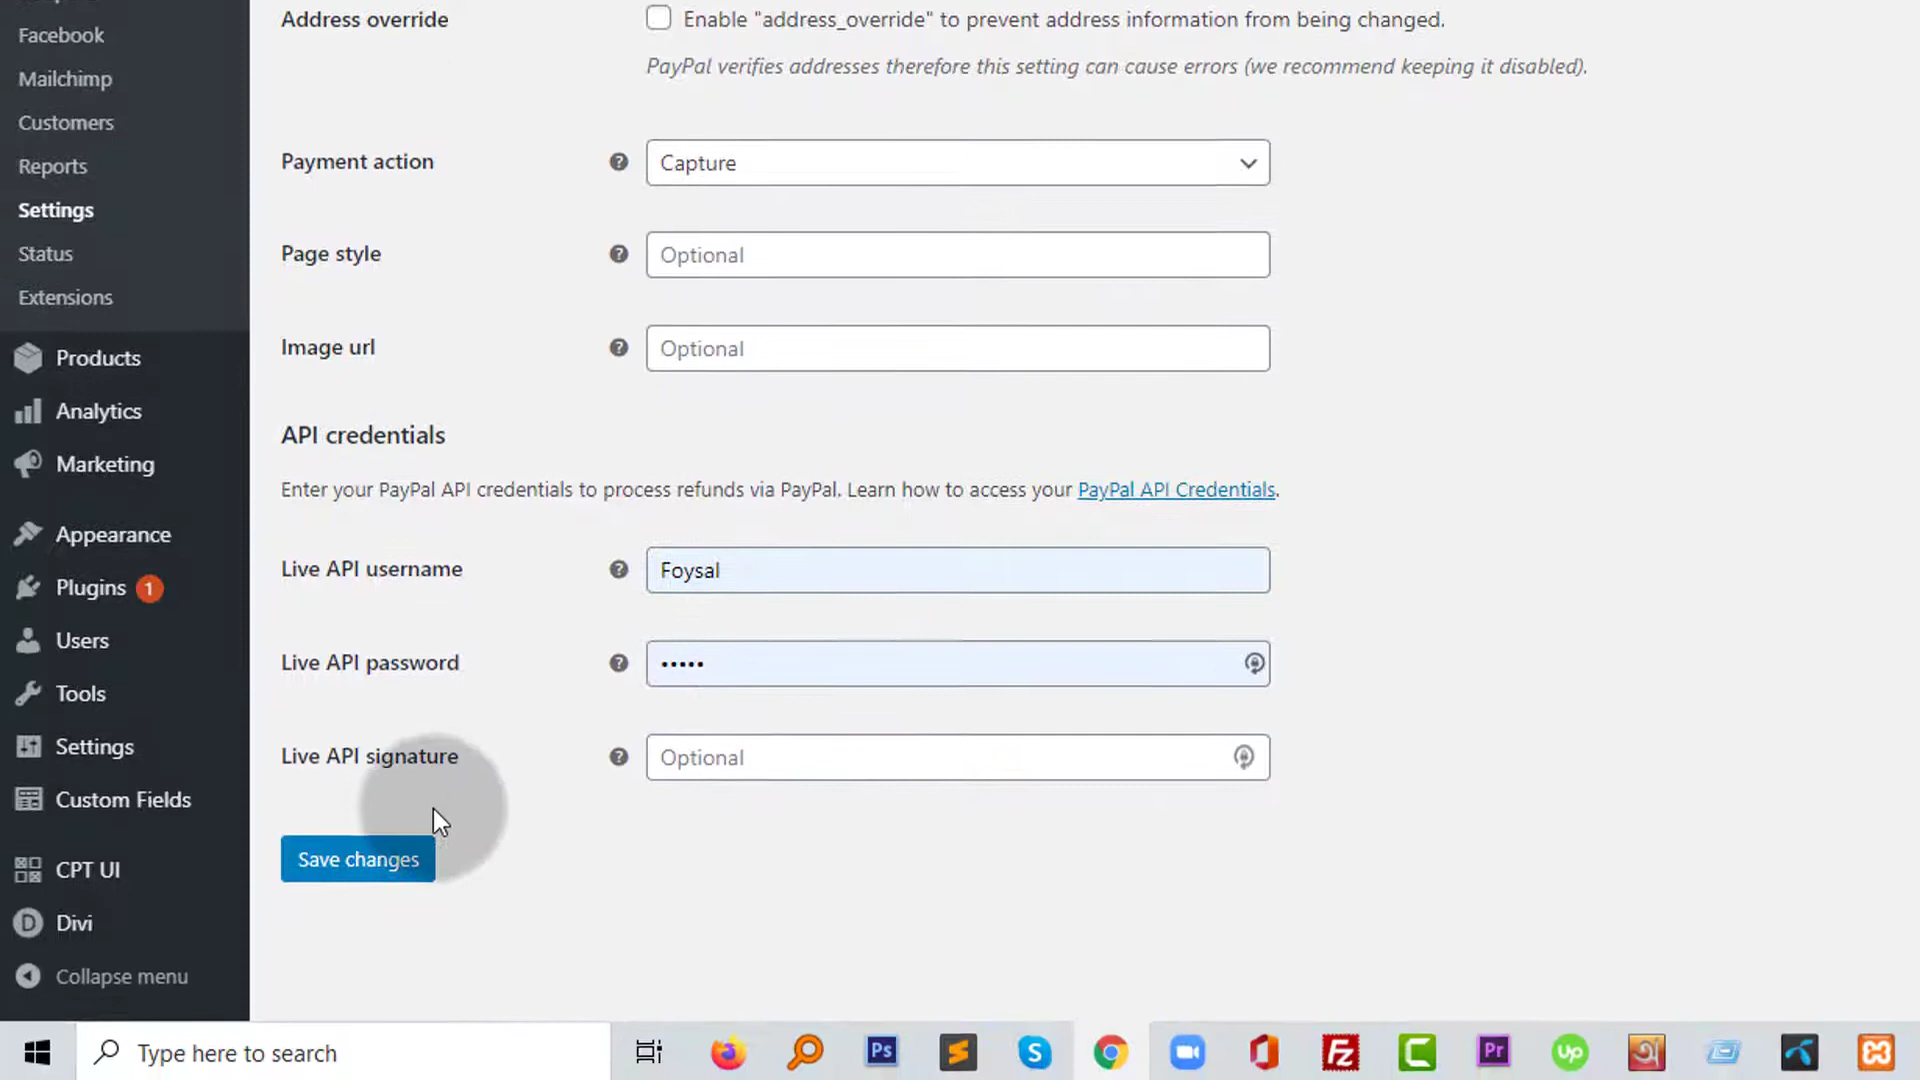 Address override
Enable "address_override" to prevent address information from being changed.
Facebook
PayPal verifies addresses therefore this setting can cause errors (we recommend keeping it disabled).
Mailchimp
Customers
Reports
Payment action
Capture
Settings
Status
Page style
Optional
Extensions
Products
Image url
Optional
Analytics
API credentials
Marketing
Enter your PayPal API credentials to process refunds via PayPal. Learn how to access your PayPal API Credentials.
Appearance
Live API username
Foysal
Plugins 1
Users
Live API password
•••••
Tools
Settings
Live API signature
Optional
Custom Fields
Save changes
CPT UI
D Divi
Collapse menu
Type here to search
Ps
S
Fz
C
Pr
Up